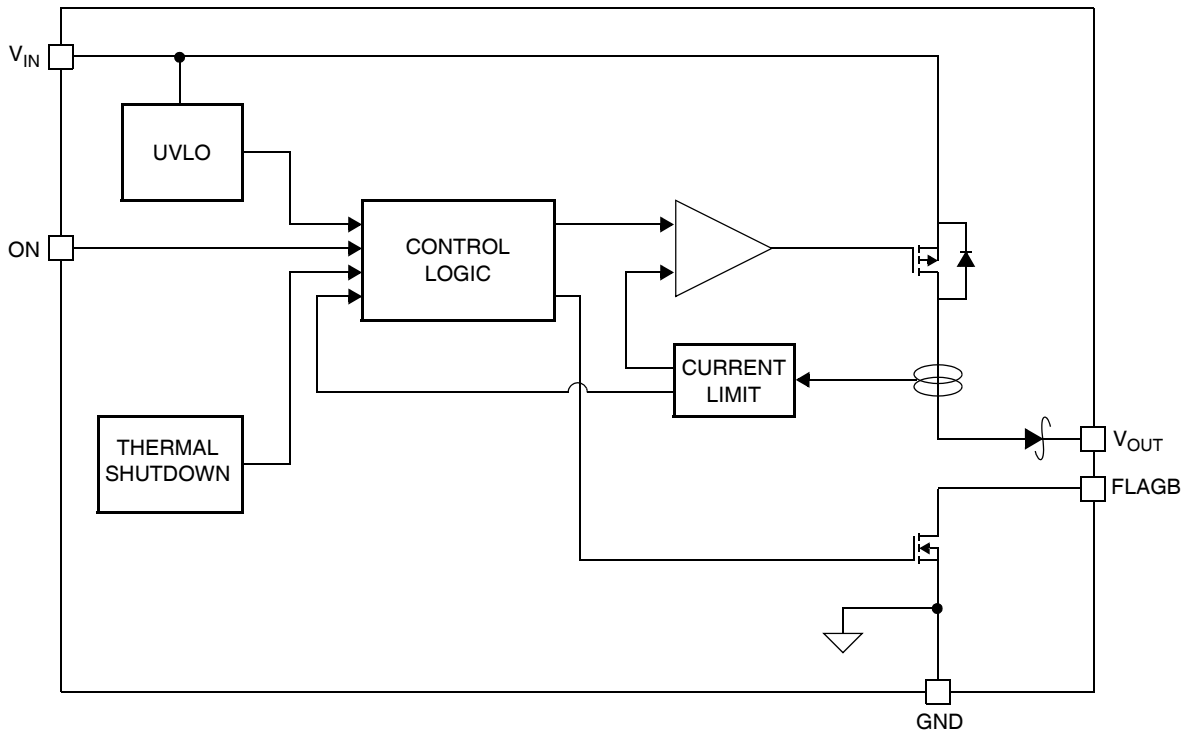 VIN
UVLO
ON
CONTROL
LOGIC
CURRENT
LIMIT
THERMAL
SHUTDOWN
VOUT
FLAGB
GND